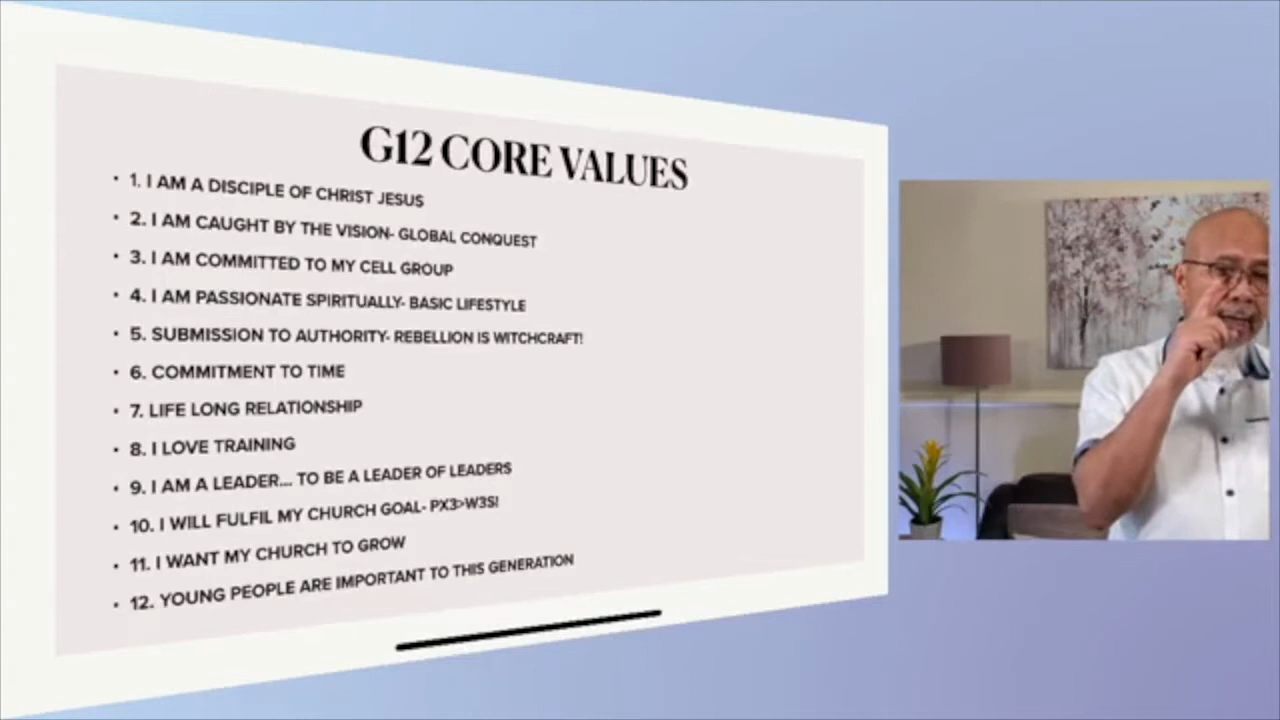 G12 CORE VALUES
• 1. I AM A DISCIPLE OF CHRIST JESUS
• 2. I AM CAUGHT BY THE VISION- GLOBAL CONQUEST
• 3. I AM COMMITTED TO MY CELL GROUP
• 4. I AM PASSIONATE SPIRITUALLY- BASIC LIFESTYLE
• 5. SUBMISSION TO AUTHORITY- REBELLION IS WITCHCRAFT!
• 6. COMMITMENT TO TIME
• 7. LIFE LONG RELATIONSHIP
• 8. I LOVE TRAINING
• 9. I AM A LEADER... TO BE A LEADER OF LEADERS
• 10. I WILL FULFIL MY CHURCH GOAL- PX3>W3S!
• 11. I WANT MY CHURCH TO GROW
• 12. YOUNG PEOPLE ARE IMPORTANT TO THIS GENERATION